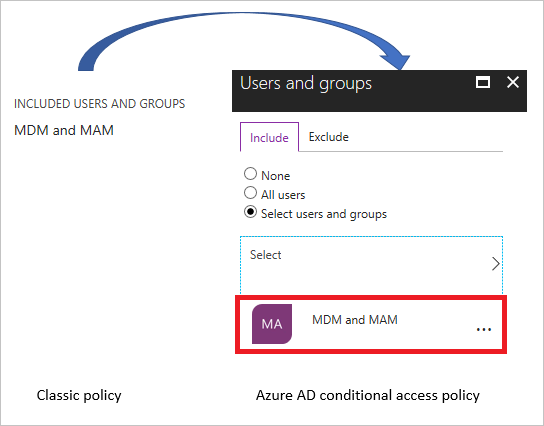 Users and groups
INCLUDED USERS AND GROUPS
MDM and MAM
Include
Exclude
None
All users
Select users and groups
Select
MA
MDM and MAM
...
Classic policy
Azure AD conditional access policy